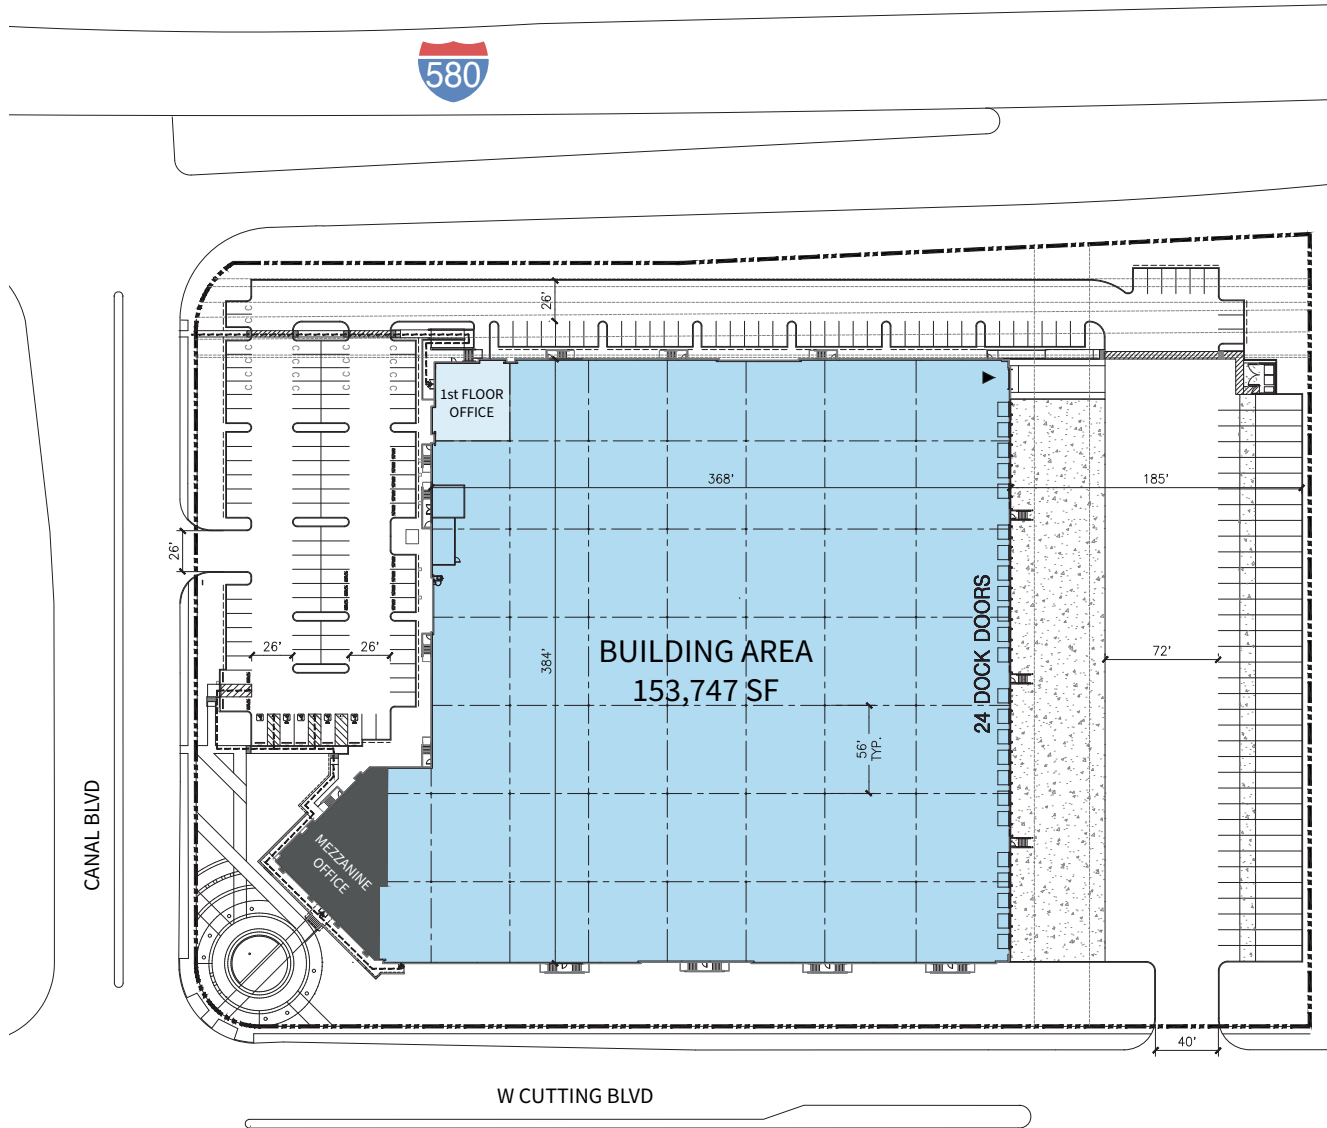 580
26'
1st FLOOR
OFFICE
368'
185'
26'
24 DOCK DOORS
26'
26'
384'
BUILDING AREA
153,747 SF
72'
56'
TYP.
CANAL BLVD
MEZZANINE
OFFICE
40'
W CUTTING BLVD